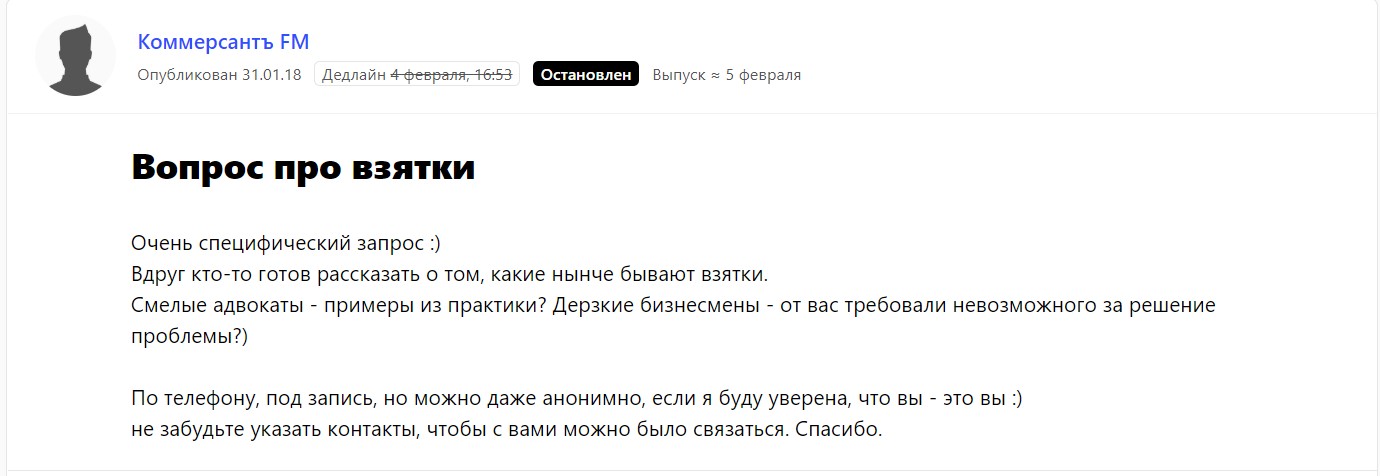 Коммерсантъ FM
Опубликован 31.01.18 Дедлайн 4 февраля, 16:53 Остановлен Выпуск ≈ 5 февраля
Вопрос про взятки
Очень специфический запрос :)
Вдруг кто-то готов рассказать о том, какие нынче бывают взятки.
Смелые адвокаты - примеры из практики? Дерзкие бизнесмены - от вас требовали невозможного за решение
проблемы?)
По телефону, под запись, но можно даже анонимно, если я буду уверена, что вы - это вы :)
не забудьте указать контакты, чтобы с вами можно было связаться. Спасибо.